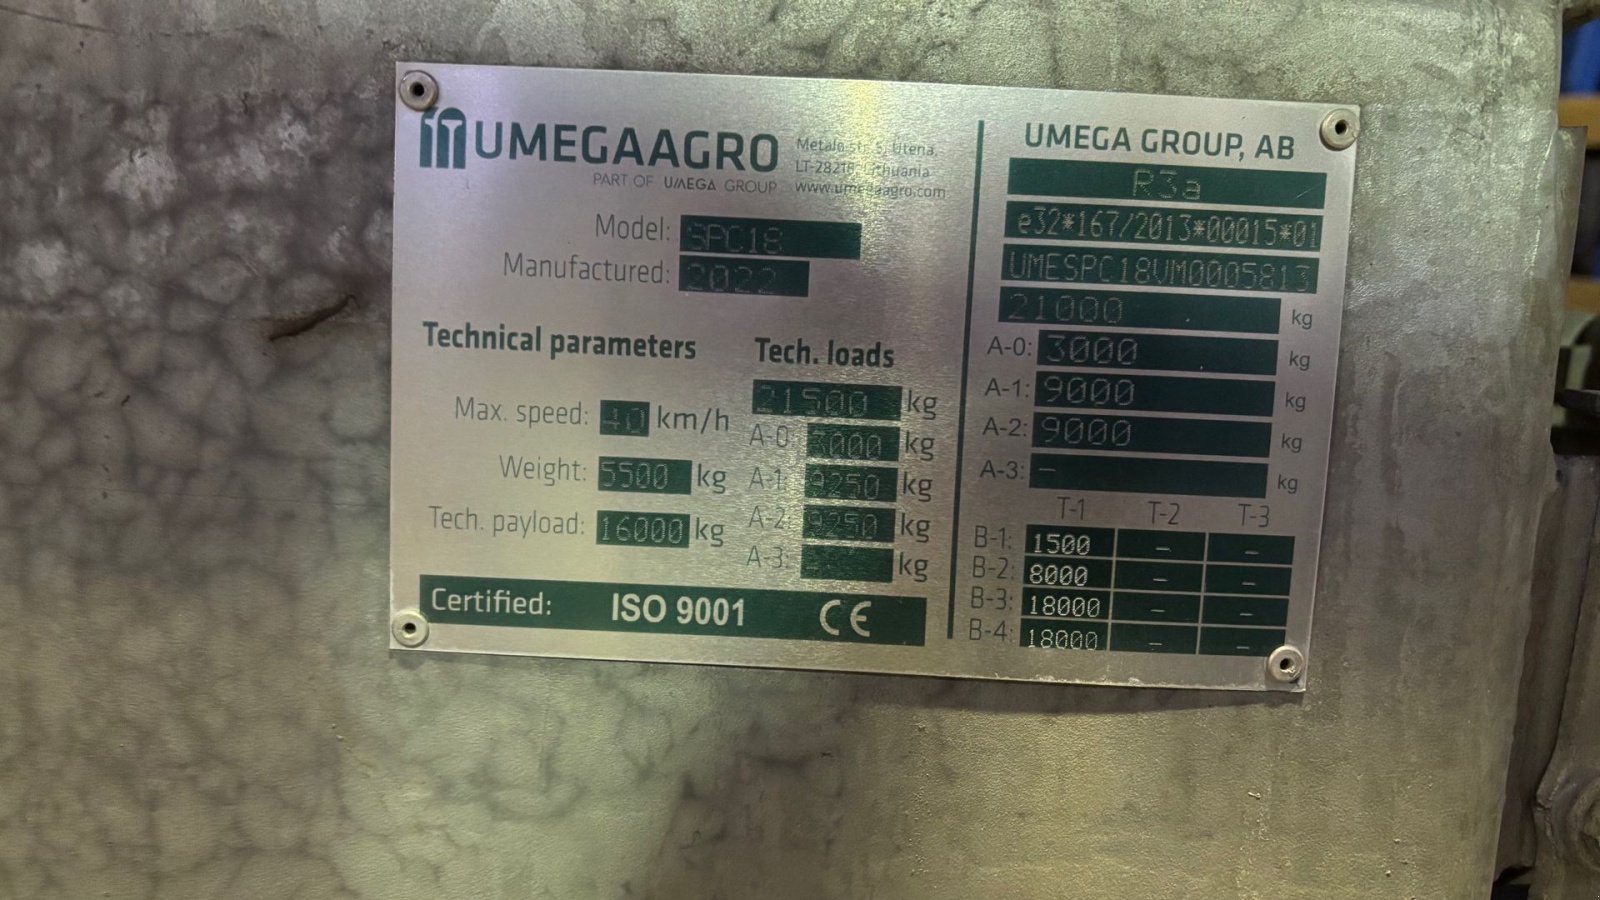 UMEGAAGRO
PART OF UMEGA GROUP
Metalo str. 5, Utena,
LT-28216 Lithuania
www.umegaagro.com
Model: SPC18
Manufactured: 2022
Technical parameters
Max. speed: 40 km/h
Weight: 5500 kg
Tech. payload: 16000 kg
Tech. loads
21500 kg
A-0: 3000 kg
A-1: 9250 kg
A-2: 9250 kg
A-3: kg
Certified: ISO 9001 CE
UMEGA GROUP, AB
R3a
e32*167/2013*00015*01
UMESPC18VM0005813
21000 kg
A-0: 3000 kg
A-1: 9000 kg
A-2: 9000 kg
A-3: – kg
T-1 T-2 T-3
B-1: 1500 – –
B-2: 8000 – –
B-3: 18000 – –
B-4: 18000 – –